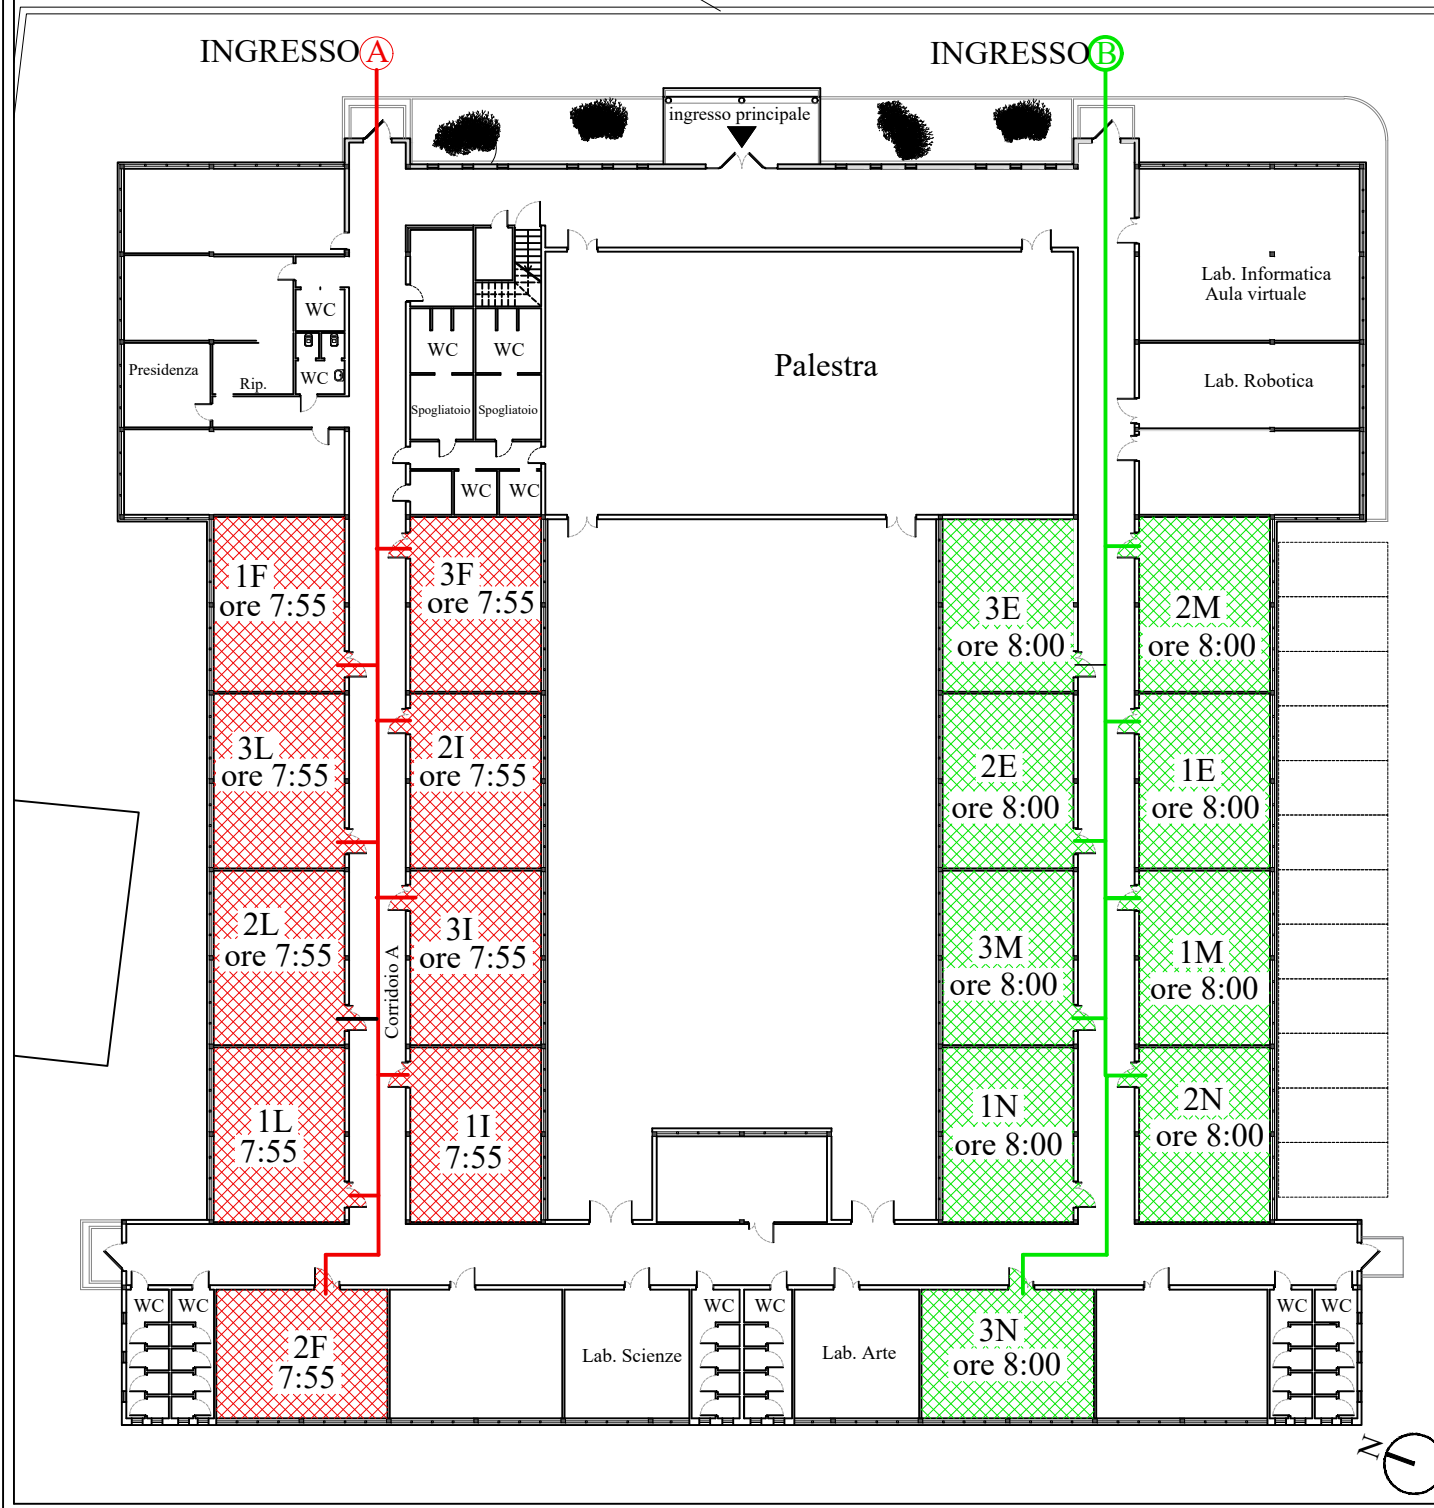 INGRESSO A
INGRESSO B
ingresso principale
Lab. Informatica
Aula virtuale
WC
WC
WC
Palestra
Presidenza
Rip.
WC
Lab. Robotica
Spogliatoio
Spogliatoio
WC
WC
1F
ore 7:55
3F
ore 7:55
3E
ore 8:00
2M
ore 8:00
3L
ore 7:55
2I
ore 7:55
2E
ore 8:00
1E
ore 8:00
2L
ore 7:55
Corridoio A
3I
ore 7:55
3M
ore 8:00
1M
ore 8:00
1L
7:55
1I
7:55
1N
ore 8:00
2N
ore 8:00
WC
WC
WC
WC
WC
WC
2F
7:55
Lab. Scienze
Lab. Arte
3N
ore 8:00
N